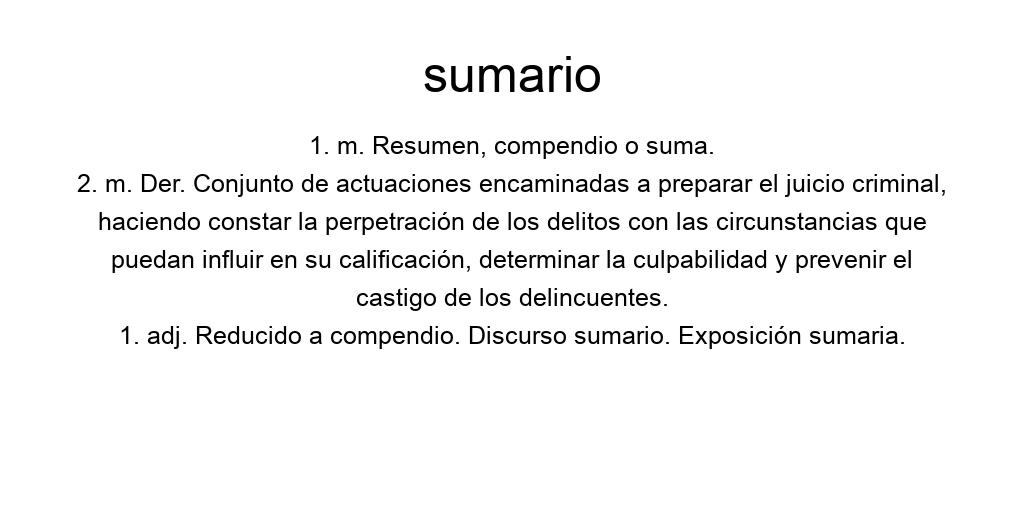 sumario
1. m. Resumen, compendio o suma.
2. m. Der. Conjunto de actuaciones encaminadas a preparar el juicio criminal,
haciendo constar la perpetración de los delitos con las circunstancias que
puedan influir en su calificación, determinar la culpabilidad y prevenir el
castigo de los delincuentes.
1. adj. Reducido a compendio. Discurso sumario. Exposición sumaria.